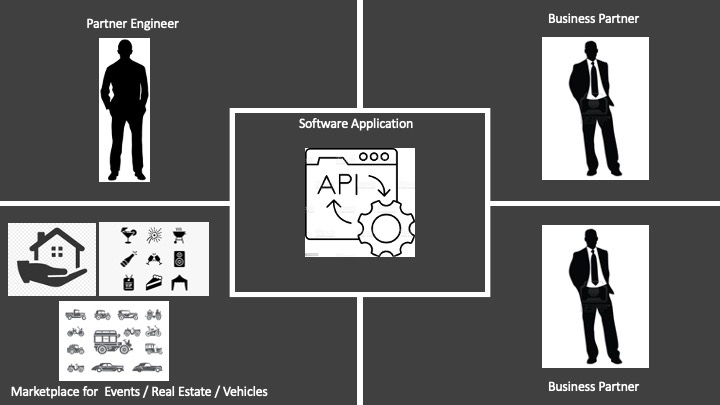 Partner Engineer
Business Partner
Software Application
API
Marketplace for Events / Real Estate / Vehicles
Business Partner